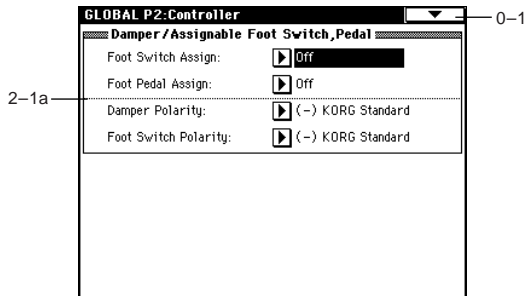 GLOBAL P2:Controller
0–1
Damper/Assignable Foot Switch,Pedal
Foot Switch Assign: Off
Foot Pedal Assign: Off
2–1a
Damper Polarity: (−) KORG Standard
Foot Switch Polarity: (−) KORG Standard